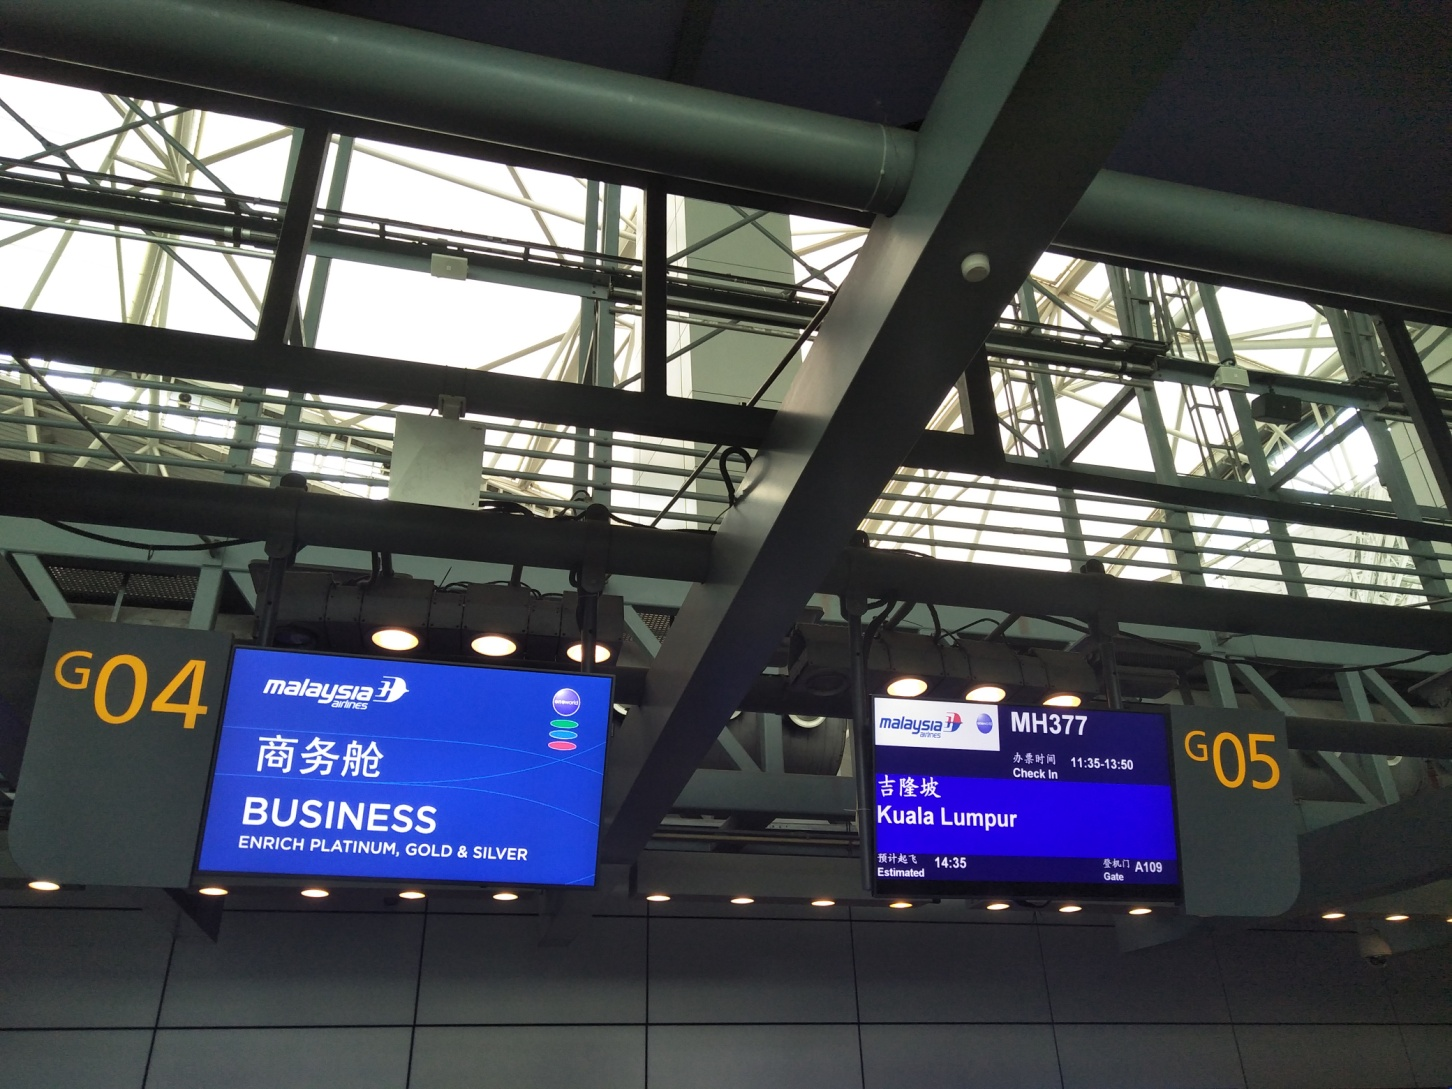 G04
malaysia
airlines
oneworld
商务舱
BUSINESS
ENRICH PLATINUM, GOLD & SILVER
malaysia
airlines
MH377
办票时间 11:35-13:50
Check In
吉隆坡
Kuala Lumpur
预计起飞 14:35
Estimated
登机门 A109
Gate
G05